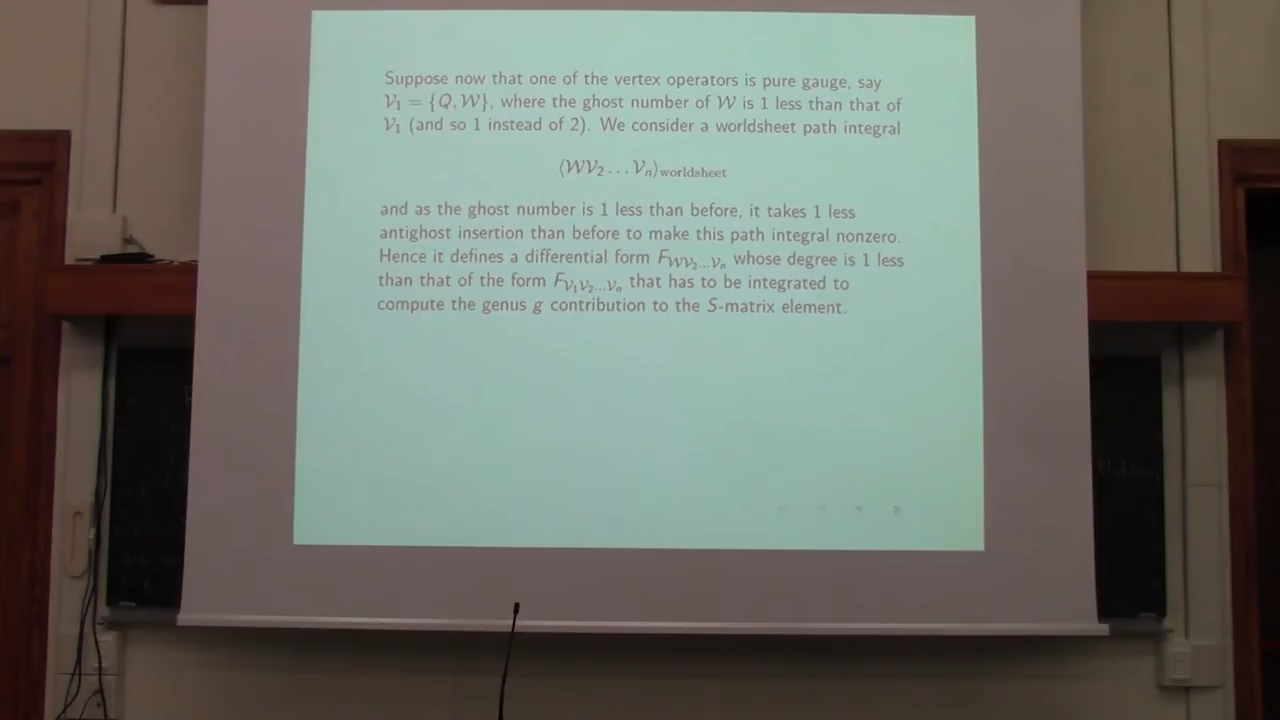 Suppose now that one of the vertex operators is pure gauge, say
𝒱₁ = {Q, 𝒲}, where the ghost number of 𝒲 is 1 less than that of
𝒱₁ (and so 1 instead of 2). We consider a worldsheet path integral
⟨𝒲𝒱₂ . . . 𝒱ₙ⟩worldsheet
and as the ghost number is 1 less than before, it takes 1 less
antighost insertion than before to make this path integral nonzero.
Hence it defines a differential form F_{𝒲𝒱₂...𝒱ₙ} whose degree is 1 less
than that of the form F_{𝒱₁𝒱₂...𝒱ₙ} that has to be integrated to
compute the genus g contribution to the S-matrix element.